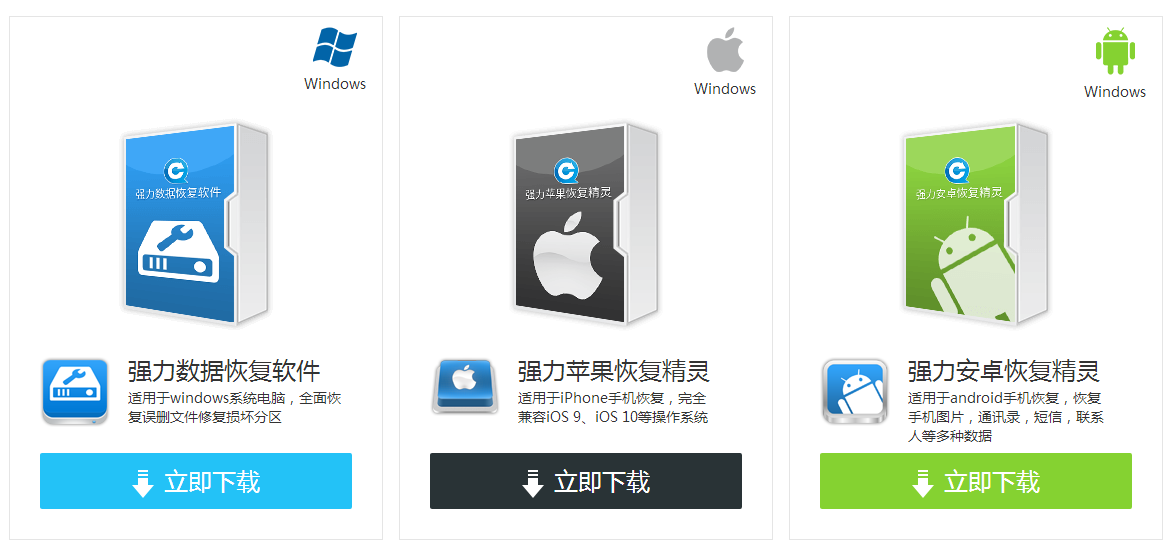 Windows
强力数据恢复软件
强力数据恢复软件
适用于windows系统电脑，全面恢
复误删文件修复损坏分区
立即下载
Windows
强力苹果恢复精灵
强力苹果恢复精灵
适用于iPhone手机恢复，完全
兼容iOS 9、iOS 10等操作系统
立即下载
Windows
强力安卓恢复精灵
强力安卓恢复精灵
适用于android手机恢复，恢复
手机图片，通讯录，短信，联系
人等多种数据
立即下载